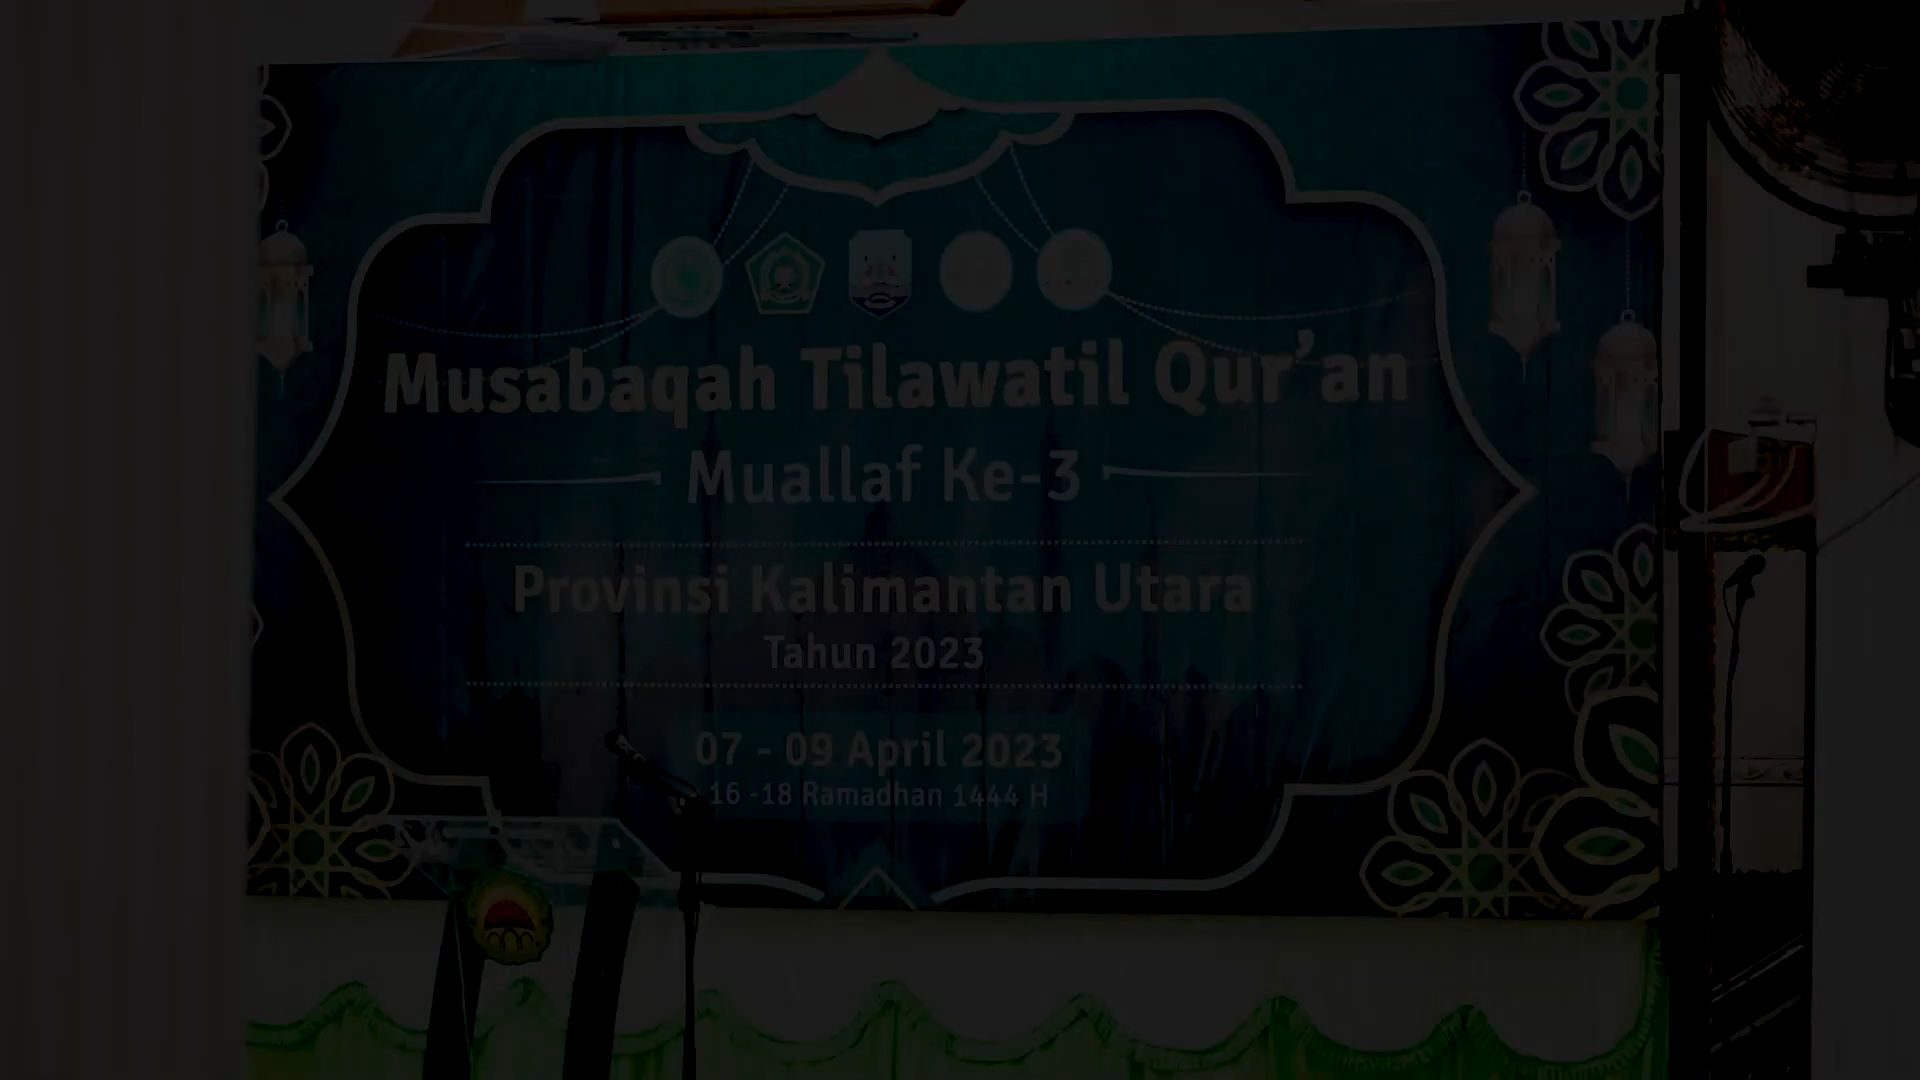 Musabaqah Tilawatil Qur'an
Muallaf Ke-3
Provinsi Kalimantan Utara
Tahun 2023
07 - 09 April 2023
16 -18 Ramadhan 1444 H